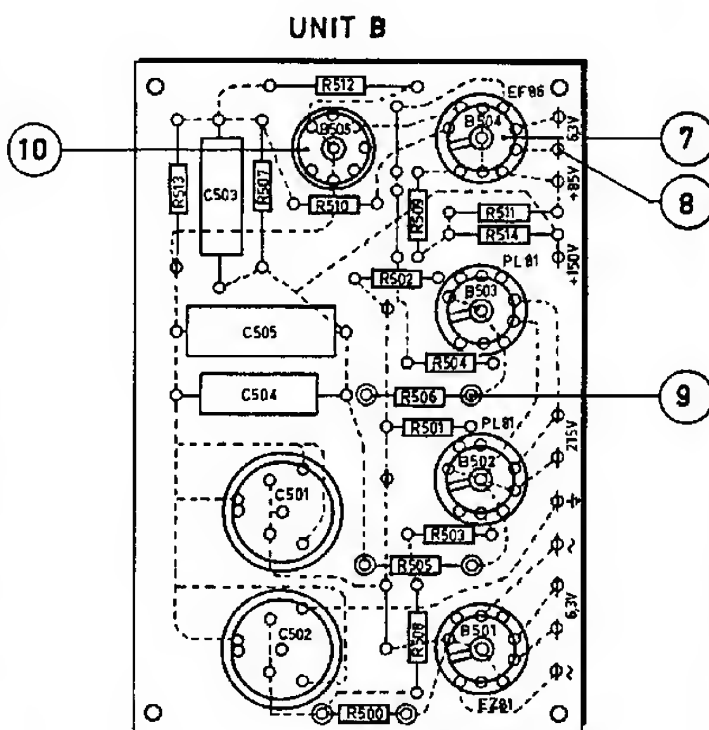 UNIT B
R512
EF86
B505
B504
6,3V
7
10
8
R513
C503
R507
R510
R509
+85V
R511
R514
+150V
R502
PL81
B503
C505
R504
C504
R506
9
R501
PL81
215V
B502
C501
+
R503
~
R505
6,3V
C502
R508
B501
~
R500
EZ81